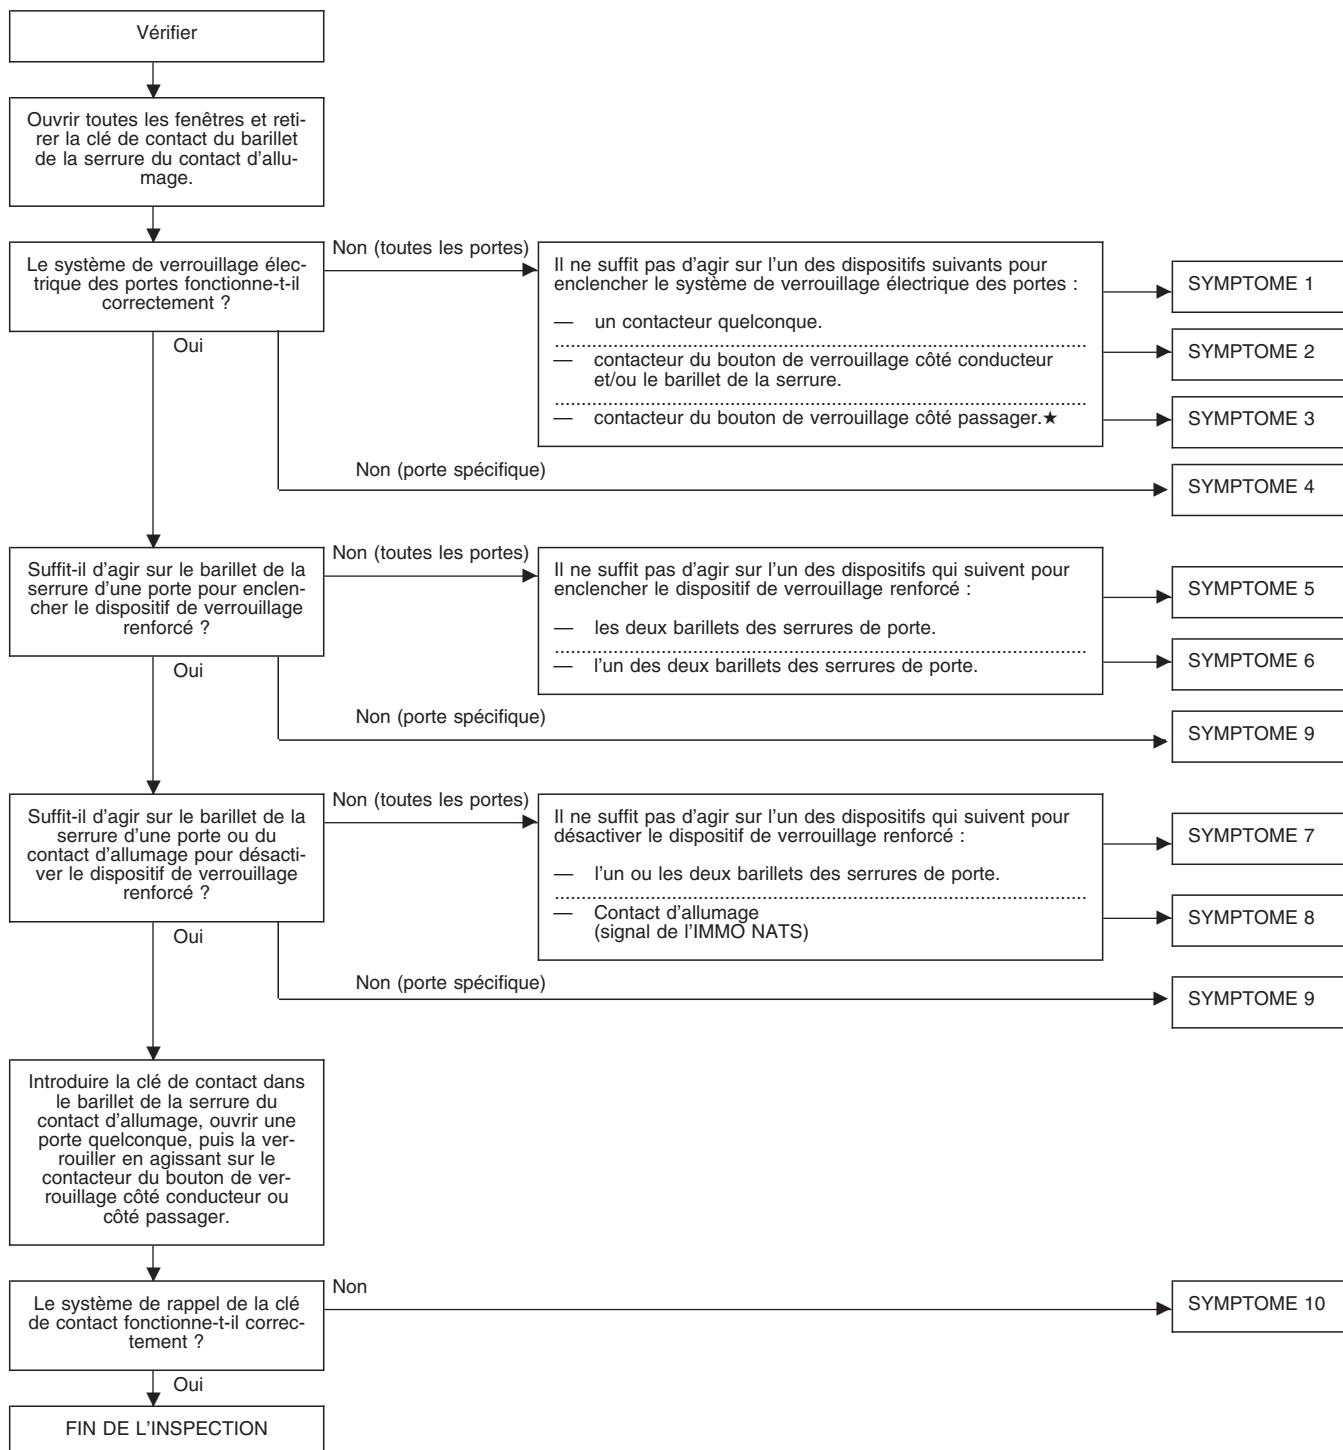 Vérifier
Ouvrir toutes les fenêtres et reti-
rer la clé de contact du barillet
de la serrure du contact d'allu-
mage.
Le système de verrouillage élec-
trique des portes fonctionne-t-il
correctement ?
Non (toutes les portes)
Il ne suffit pas d'agir sur l'un des dispositifs suivants pour
enclencher le système de verrouillage électrique des portes :
— un contacteur quelconque.
— contacteur du bouton de verrouillage côté conducteur
et/ou le barillet de la serrure.
— contacteur du bouton de verrouillage côté passager.★
SYMPTOME 1
SYMPTOME 2
SYMPTOME 3
Oui
Non (porte spécifique)
SYMPTOME 4
Suffit-il d'agir sur le barillet de la
serrure d'une porte pour enclen-
cher le dispositif de verrouillage
renforcé ?
Non (toutes les portes)
Il ne suffit pas d'agir sur l'un des dispositifs qui suivent pour
enclencher le dispositif de verrouillage renforcé :
— les deux barillets des serrures de porte.
— l'un des deux barillets des serrures de porte.
SYMPTOME 5
SYMPTOME 6
Oui
Non (porte spécifique)
SYMPTOME 9
Suffit-il d'agir sur le barillet de la
serrure d'une porte ou du
contact d'allumage pour désacti-
ver le dispositif de verrouillage
renforcé ?
Non (toutes les portes)
Il ne suffit pas d'agir sur l'un des dispositifs qui suivent pour
désactiver le dispositif de verrouillage renforcé :
— l'un ou les deux barillets des serrures de porte.
— Contact d'allumage
(signal de l'IMMO NATS)
SYMPTOME 7
SYMPTOME 8
Oui
Non (porte spécifique)
SYMPTOME 9
Introduire la clé de contact dans
le barillet de la serrure du
contact d'allumage, ouvrir une
porte quelconque, puis la ver-
rouiller en agissant sur le
contacteur du bouton de ver-
rouillage côté conducteur ou
côté passager.
Le système de rappel de la clé
de contact fonctionne-t-il correc-
tement ?
Non
SYMPTOME 10
Oui
FIN DE L'INSPECTION